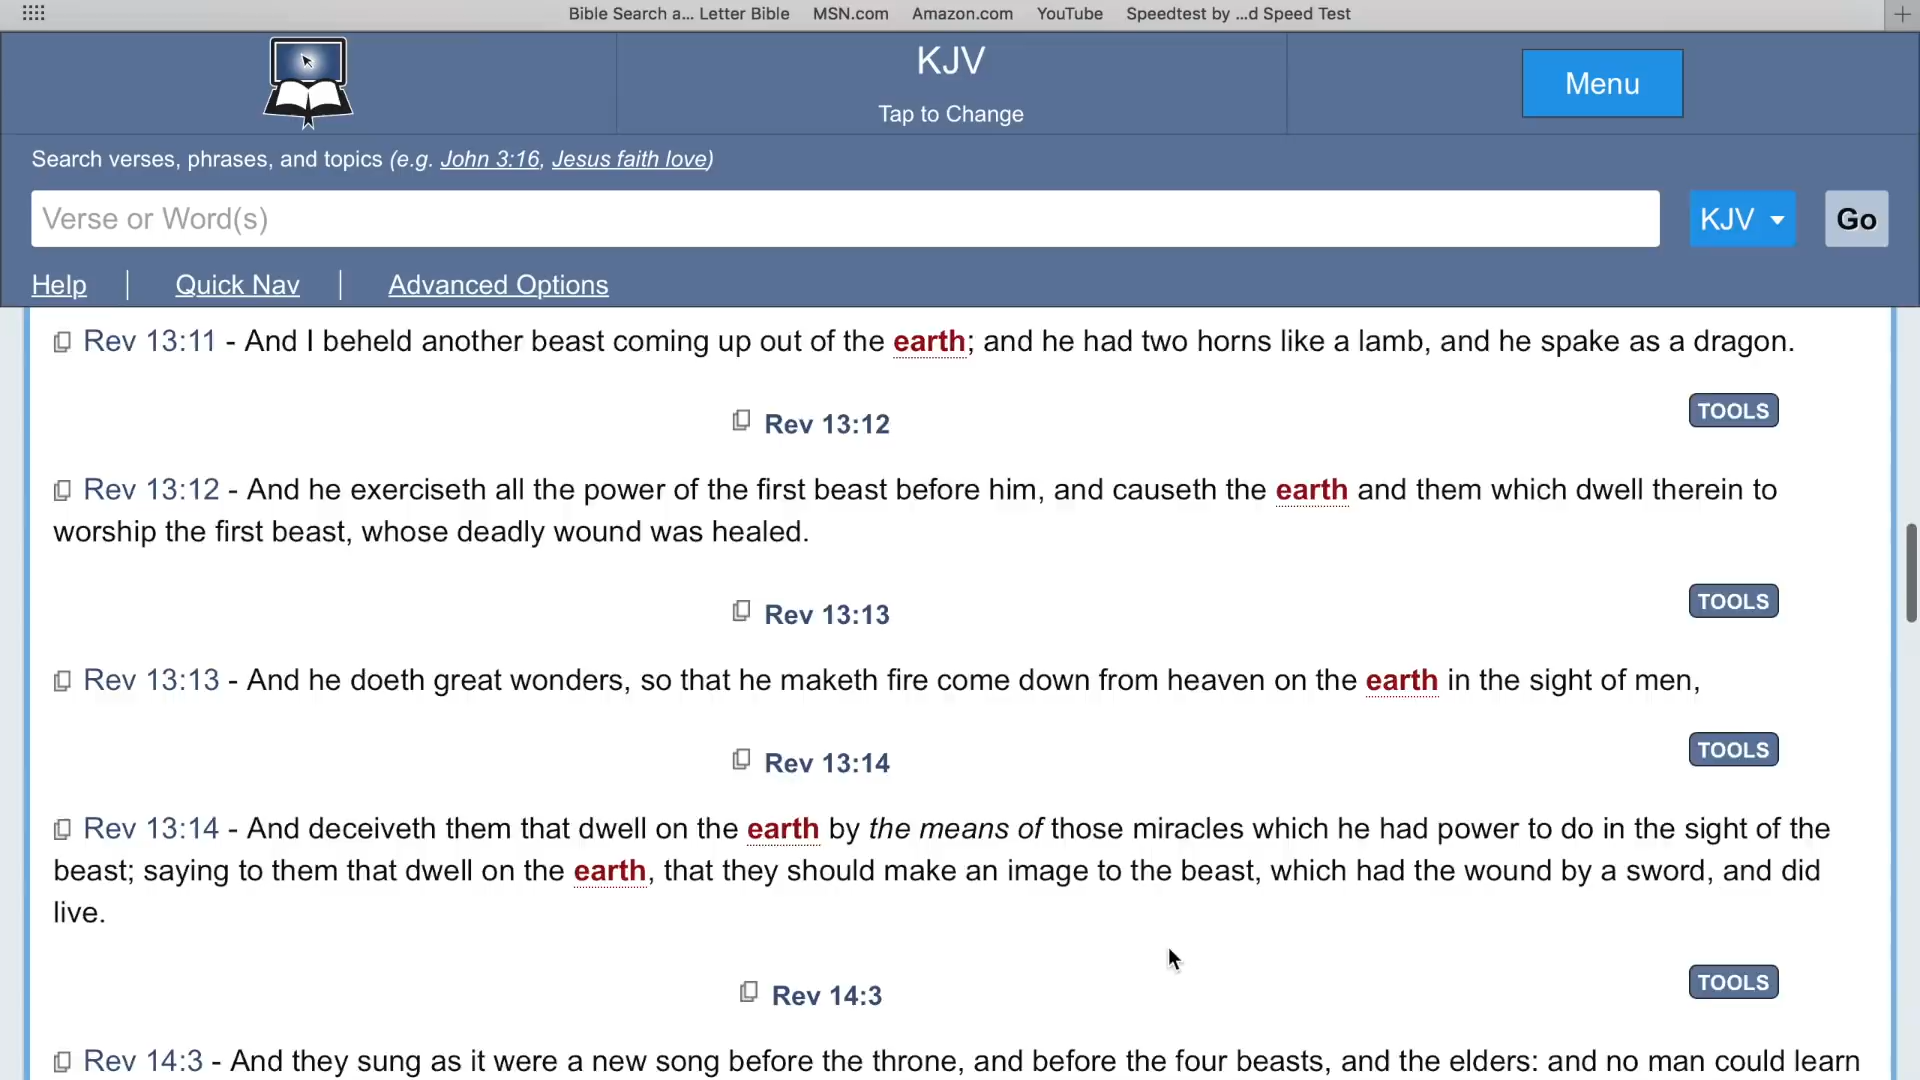 Bible Search a... Letter Bible MSN.com Amazon.com YouTube Speedtest by ...d Speed Test
KJV
Tap to Change
Menu
Search verses, phrases, and topics (e.g. John 3:16, Jesus faith love)
Verse or Word(s)
KJV
Go
Help | Quick Nav | Advanced Options
Rev 13:11 - And I beheld another beast coming up out of the earth; and he had two horns like a lamb, and he spake as a dragon.
Rev 13:12
TOOLS
Rev 13:12 - And he exerciseth all the power of the first beast before him, and causeth the earth and them which dwell therein to
worship the first beast, whose deadly wound was healed.
Rev 13:13
TOOLS
Rev 13:13 - And he doeth great wonders, so that he maketh fire come down from heaven on the earth in the sight of men,
Rev 13:14
TOOLS
Rev 13:14 - And deceiveth them that dwell on the earth by the means of those miracles which he had power to do in the sight of the
beast; saying to them that dwell on the earth, that they should make an image to the beast, which had the wound by a sword, and did
live.
Rev 14:3
TOOLS
Rev 14:3 - And they sung as it were a new song before the throne, and before the four beasts, and the elders: and no man could learn